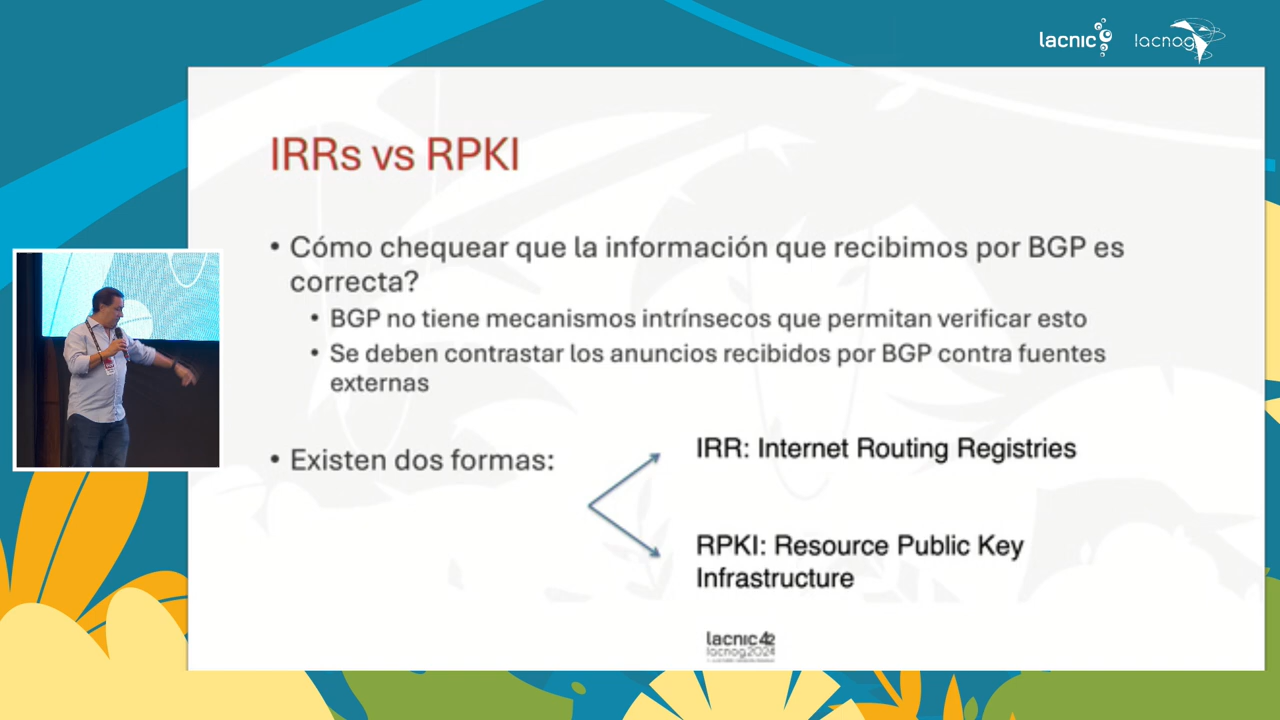 lacnic
lacnog
IRRs vs RPKI
• Cómo chequear que la información que recibimos por BGP es
correcta?
• BGP no tiene mecanismos intrínsecos que permitan verificar esto
• Se deben contrastar los anuncios recibidos por BGP contra fuentes
externas
• Existen dos formas:
IRR: Internet Routing Registries
RPKI: Resource Public Key
Infrastructure
lacnic42
lacnog2024